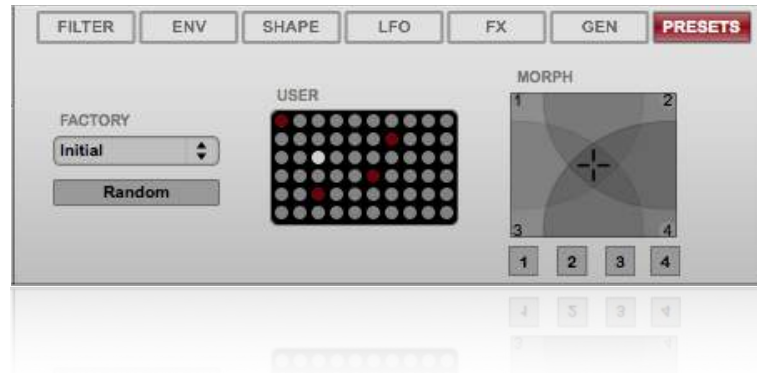 FILTER ENV SHAPE LFO FX GEN PRESETS
MORPH
USER
1 2
FACTORY
Initial
Random
3 4
1 2 3 4